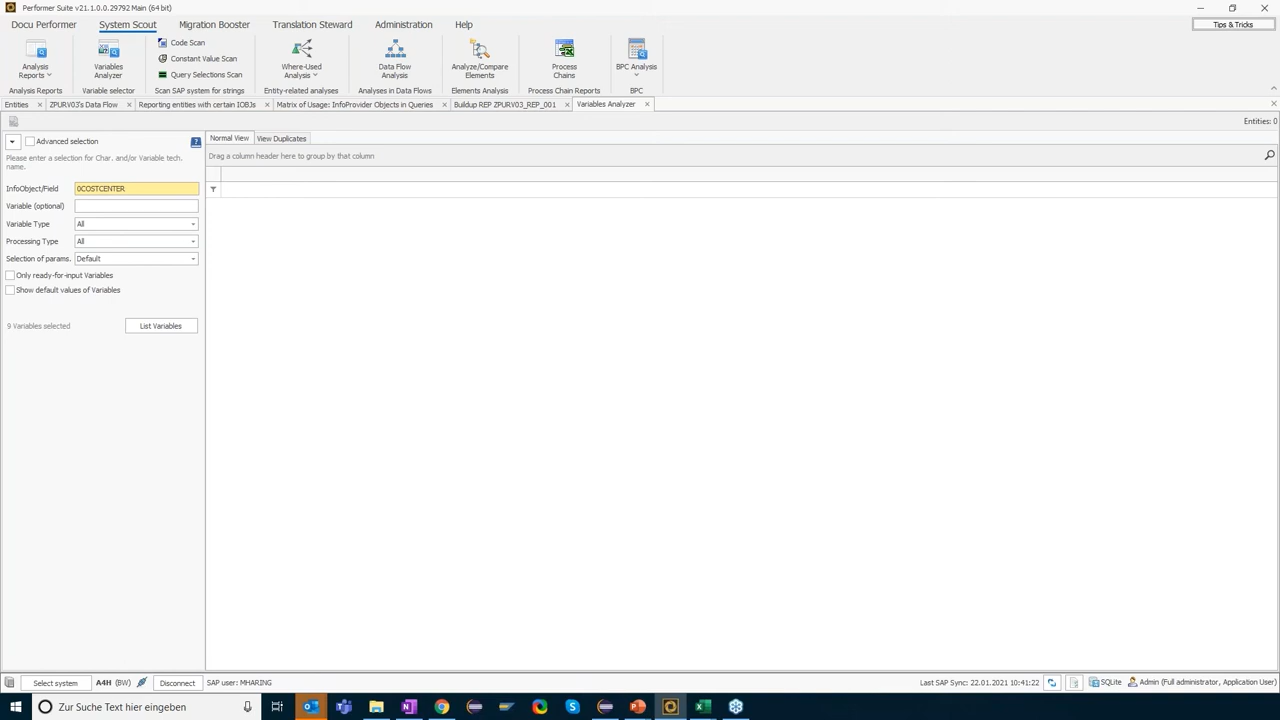 Performer Suite v21.1.0.0.29792 Main (64 bit)
Docu Performer System Scout Migration Booster Translation Steward Administration Help Tips & Tricks
Analysis Reports
Variables Analyzer
Code Scan
Constant Value Scan
Query Selections Scan
Where-Used Analysis
Data Flow Analysis
Analyze/Compare Elements
Process Chains
BPC Analysis
Analysis Reports Variable selector Scan SAP system for strings Entity-related analyses Analyses in Data Flows Elements Analysis Process Chain Reports BPC
Entities ZPURV03's Data Flow Reporting entities with certain IOBJs Matrix of Usage: InfoProvider Objects in Queries Buildup REP ZPURV03_REP_001 Variables Analyzer
Entities: 0
Advanced selection
Normal View View Duplicates
Please enter a selection for Char. and/or Variable tech.
name.
Drag a column header here to group by that column
InfoObject/Field 0COSTCENTER
Variable (optional)
Variable Type All
Processing Type All
Selection of params. Default
Only ready-for-input Variables
Show default values of Variables
9 Variables selected List Variables
Select system A4H (BW) Disconnect SAP user: MHARING Last SAP Sync: 22.01.2021 10:41:22 SQLite Admin (Full administrator, Application User)
Zur Suche Text hier eingeben